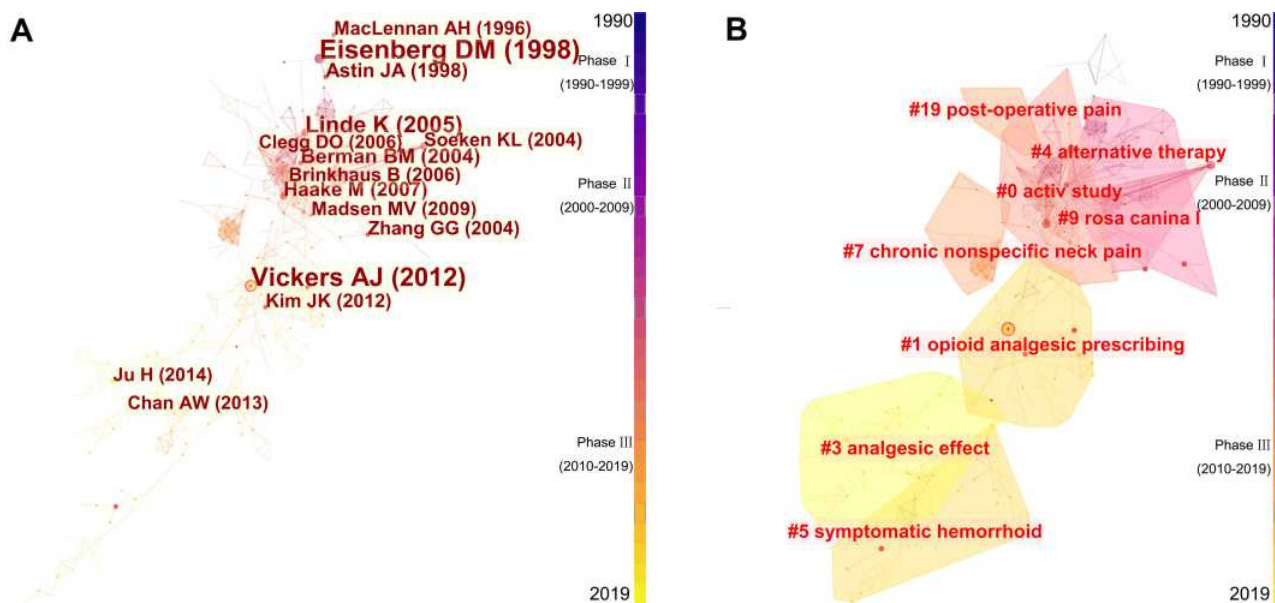 A
MacLennan AH (1996)
Eisenberg DM (1998)
Astin JA (1998)
Linde K (2005)
Clegg DO (2006)
Soeken KL (2004)
Berman BM (2004)
Brinkhaus B (2006)
Haake M (2007)
Madsen MV (2009)
Zhang GG (2004)
Vickers AJ (2012)
Kim JK (2012)
Ju H (2014)
Chan AW (2013)
1990
Phase Ⅰ
(1990-1999)
Phase Ⅱ
(2000-2009)
Phase Ⅲ
(2010-2019)
2019
B
#19 post-operative pain
#4 alternative therapy
#0 activ study
#9 rosa canina l
#7 chronic nonspecific neck pain
#1 opioid analgesic prescribing
#3 analgesic effect
#5 symptomatic hemorrhoid
1990
Phase Ⅰ
(1990-1999)
Phase Ⅱ
(2000-2009)
Phase Ⅲ
(2010-2019)
2019